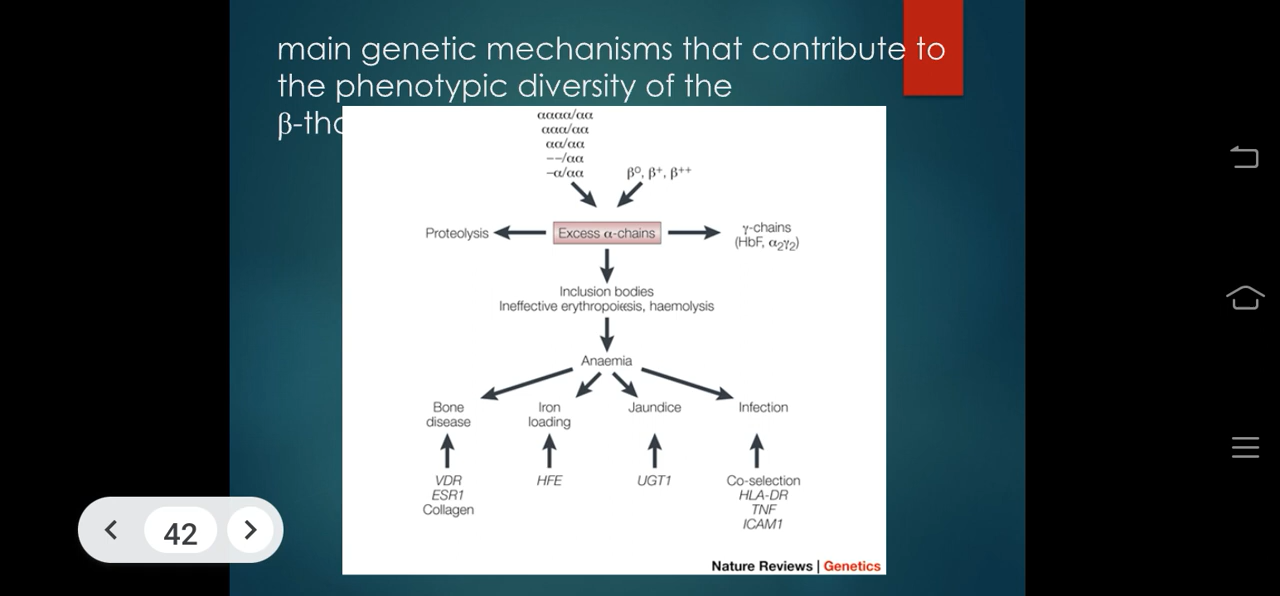 main genetic mechanisms that contribute to
the phenotypic diversity of the
αααα/αα
ααα/αα
αα/αα
--/αα
-α/αα
β⁰, β⁺, β⁺⁺
Proteolysis
Excess α-chains
γ-chains
(HbF, α₂γ₂)
Inclusion bodies
Ineffective erythropoiesis, haemolysis
Anaemia
Bone
disease
Iron
loading
Jaundice
Infection
VDR
ESR1
Collagen
HFE
UGT1
Co-selection
HLA-DR
TNF
ICAM1
42
Nature Reviews | Genetics